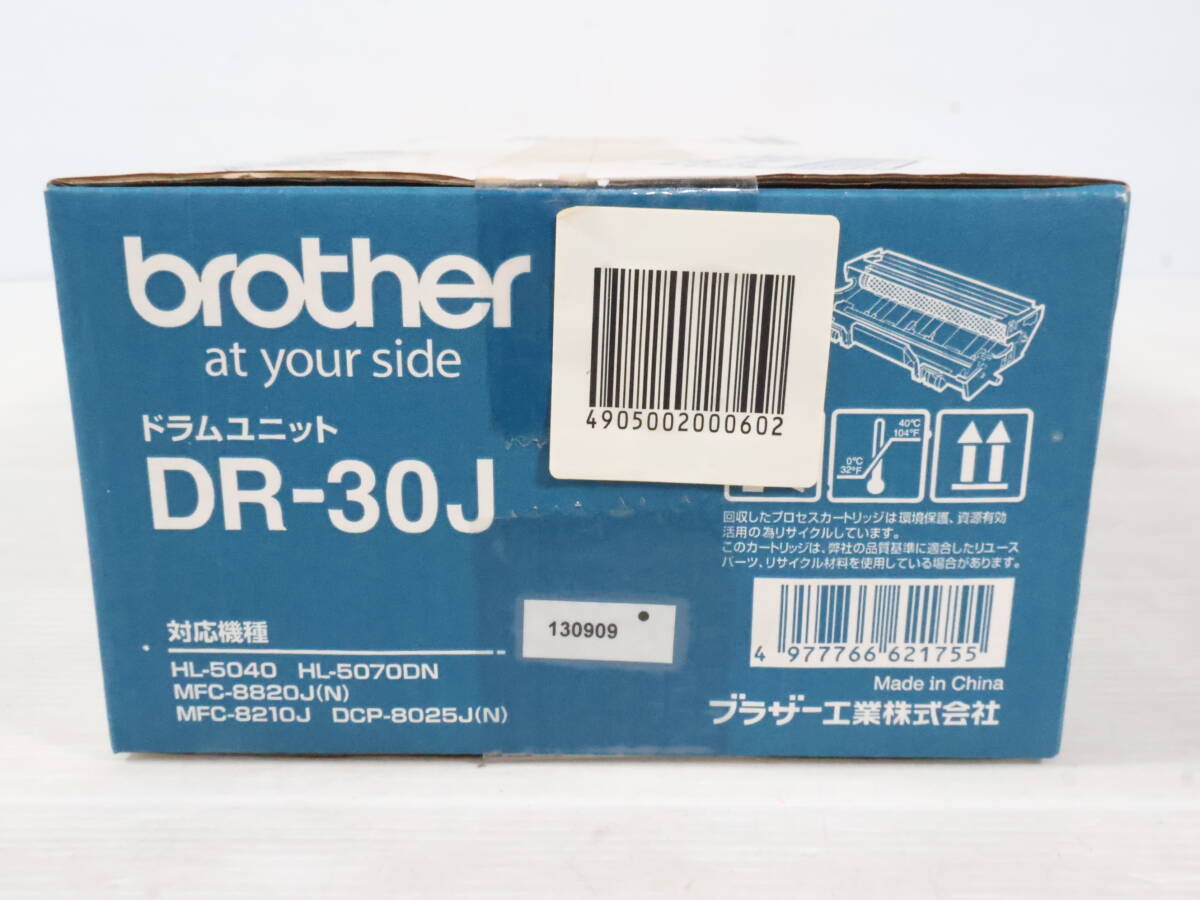 brother
at your side
ドラムユニット
DR-30J
対応機種
HL-5040 HL-5070DN
MFC-8820J(N)
MFC-8210J DCP-8025J(N)
4905002000602
130909
40℃
104°F
0℃
32°F
回収したプロセスカートリッジは環境保護、資源有効
活用の為リサイクルしています。
このカートリッジは、弊社の品質基準に適合したリユース
パーツ、リサイクル材料を使用している場合があります。
4 977766 621755
Made in China
ブラザー工業株式会社